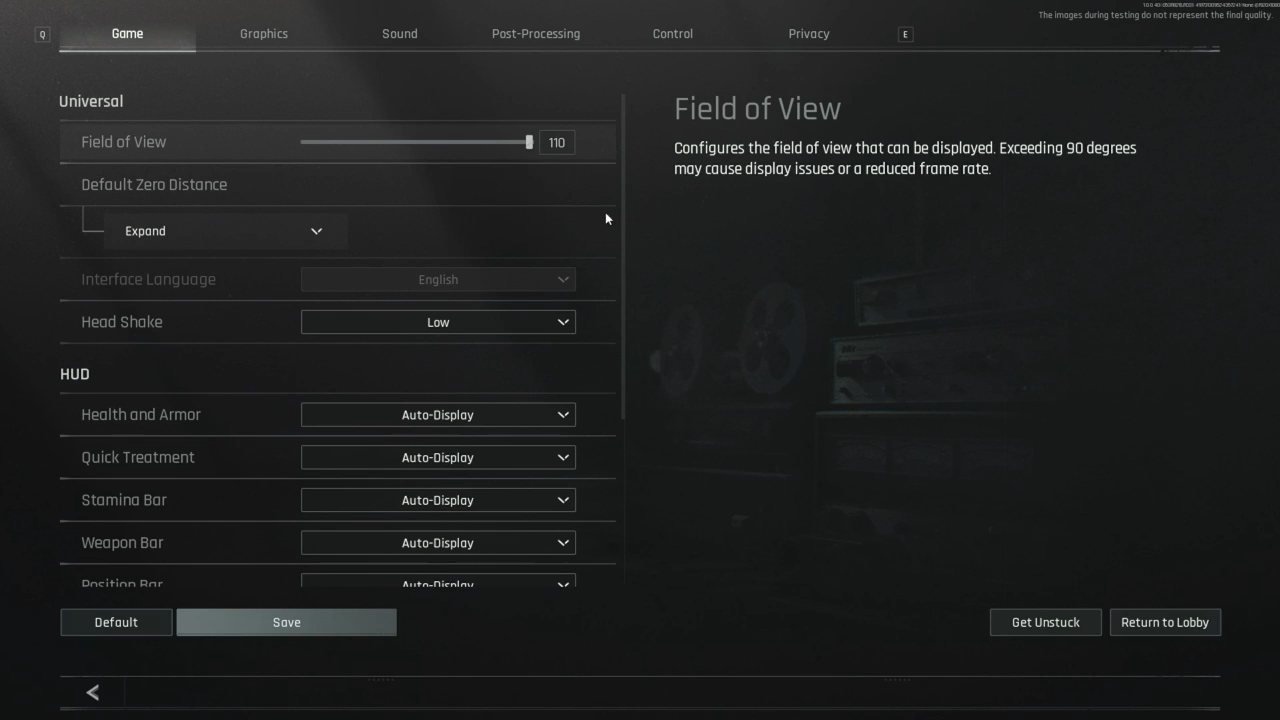 The images during testing do not represent the final quality.
Q
Game
Graphics
Sound
Post-Processing
Control
Privacy
E
Universal
Field of View
110
Default Zero Distance
Expand
Interface Language
English
Head Shake
Low
HUD
Health and Armor
Auto-Display
Quick Treatment
Auto-Display
Stamina Bar
Auto-Display
Weapon Bar
Auto-Display
Position Bar
Auto-Display
Field of View
Configures the field of view that can be displayed. Exceeding 90 degrees
may cause display issues or a reduced frame rate.
Default
Save
Get Unstuck
Return to Lobby